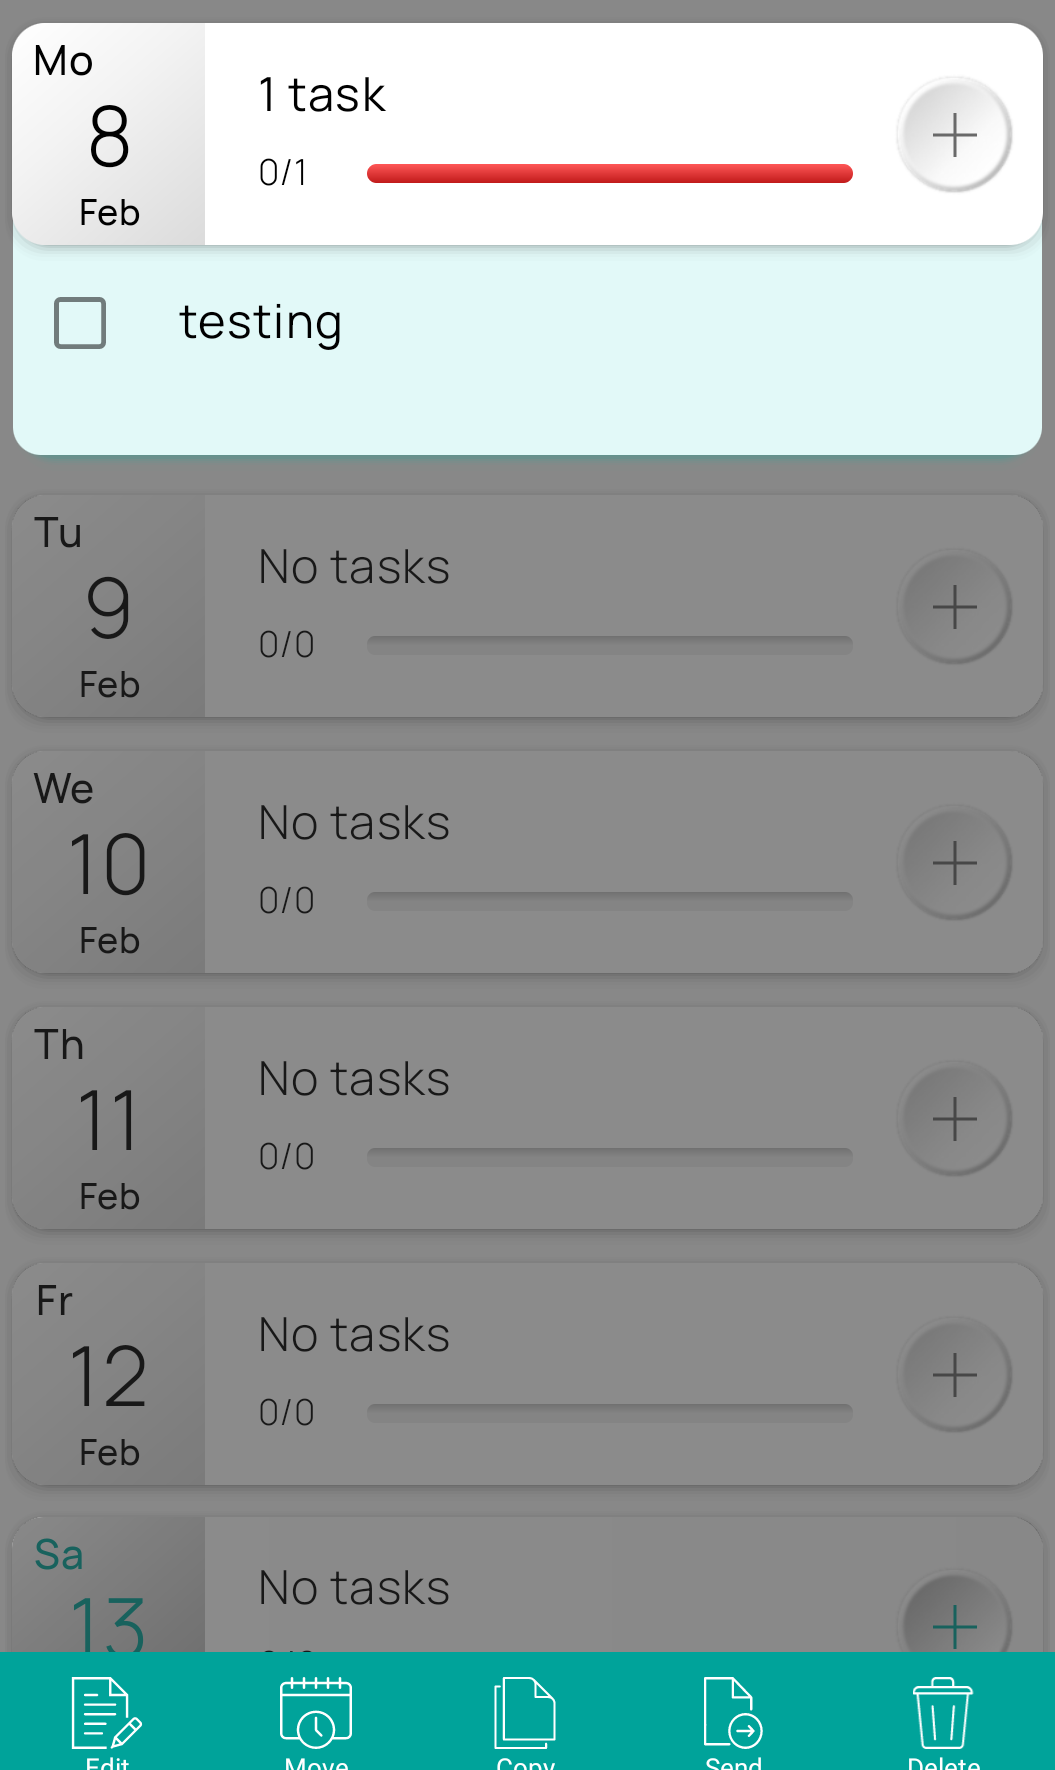 Mo
8
Feb
1 task
0/1
testing
Tu
9
Feb
No tasks
0/0
We
10
Feb
No tasks
0/0
Th
11
Feb
No tasks
0/0
Fr
12
Feb
No tasks
0/0
Sa
13
No tasks
Edit Move Copy Send Delete